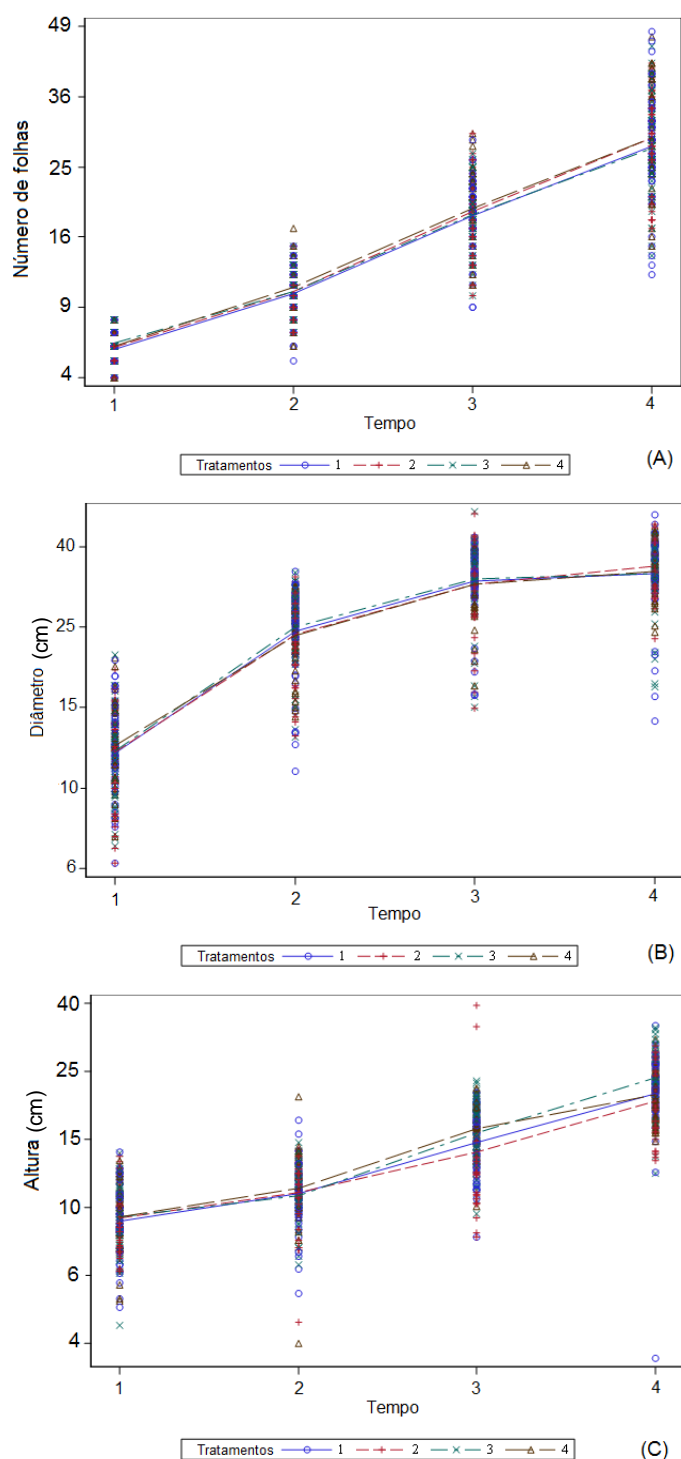 49
36
25
16
9
4
Número de folhas
1 2 3 4
Tempo
Tratamentos 1 2 3 4
(A)
40
25
15
10
6
Diâmetro (cm)
1 2 3 4
Tempo
Tratamentos 1 2 3 4
(B)
40
25
15
10
6
4
Altura (cm)
1 2 3 4
Tempo
Tratamentos 1 2 3 4
(C)